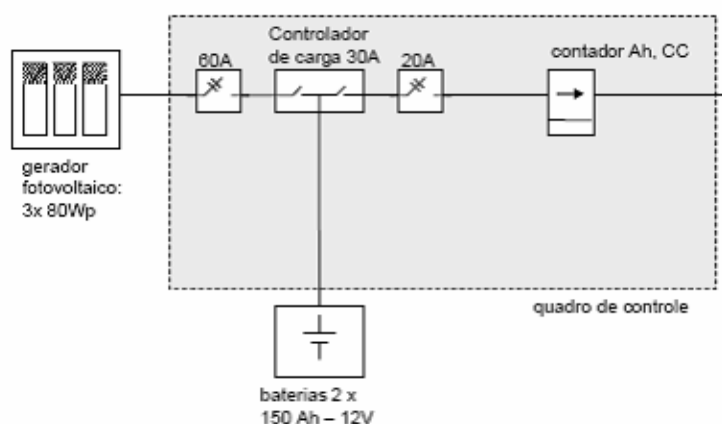 Controlador
de carga 30A
60A
20A
contador Ah, CC
gerador
fotovoltaico:
3x 80Wp
quadro de controle
baterias 2 x
150 Ah – 12V